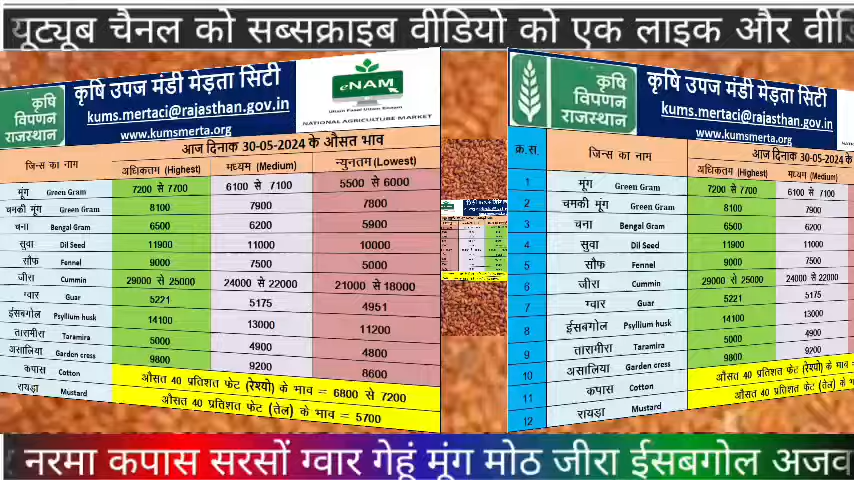 यूट्यूब चैनल को सब्सक्राइब वीडियो को एक लाइक और
कृषि विपणन राजस्थान
कृषि उपज मंडी मेड़ता सिटी
kums.mertaci@rajasthan.gov.in
www.kumsmerta.org
eNAM
NATIONAL AGRICULTURE MARKET
आज दिनाक 30-05-2024 के औसत भाव
जिन्स का नाम अधिकतम (Highest) मध्यम (Medium) न्युनतम (Lowest)
मूंग Green Gram 7200 से 7700 6100 से 7100 5500 से 6000
चमकी मूंग Green Gram 8100 7900 7800
चना Bengal Gram 6500 6200 5900
सुवा Dil Seed 11900 11000 10000
सौफ Fennel 9000 7500 5000
जीरा Cummin 29000 से 25000 24000 से 22000 21000 से 18000
ग्वार Guar 5221 5175 4951
ईसबगोल Psyllium husk 14100 13000 11200
तारामीरा Taramira 5000 4900 4800
असालिया Garden cress 9800 9200 8600
कपास Cotton औसत 40 प्रतिशत फेट (रेश्यो) के भाव = 6800 से 7200
रायड़ा Mustard औसत 40 प्रतिशत फेट (तेल) के भाव = 5700
कृषि विपणन राजस्थान
कृषि उपज मंडी मेड़ता सिटी
kums.mertaci@rajasthan.gov.in
www.kumsmerta.org
आज दिनाक 30-05-2024 के
क्र.स. जिन्स का नाम अधिकतम (Highest) मध्यम (Medium)
1 मूंग Green Gram 7200 से 7700 6100 से 7100
2 चमकी मूंग Green Gram 8100 7900
3 चना Bengal Gram 6500 6200
4 सुवा Dil Seed 11900 11000
5 सौफ Fennel 9000 7500
6 जीरा Cummin 29000 से 25000 24000 से 22000
7 ग्वार Guar 5221 5175
8 ईसबगोल Psyllium husk 14100 13000
9 तारामीरा Taramira 5000 4900
10 असालिया Garden cress 9800 9200
11 कपास Cotton औसत 40 प्रतिशत फेट (रेश्यो) के भाव =
12 रायड़ा Mustard औसत 40 प्रतिशत फेट (तेल) के भाव
नरमा कपास सरसों ग्वार गेहूं मूंग मोठ जीरा ईसबगोल अजव